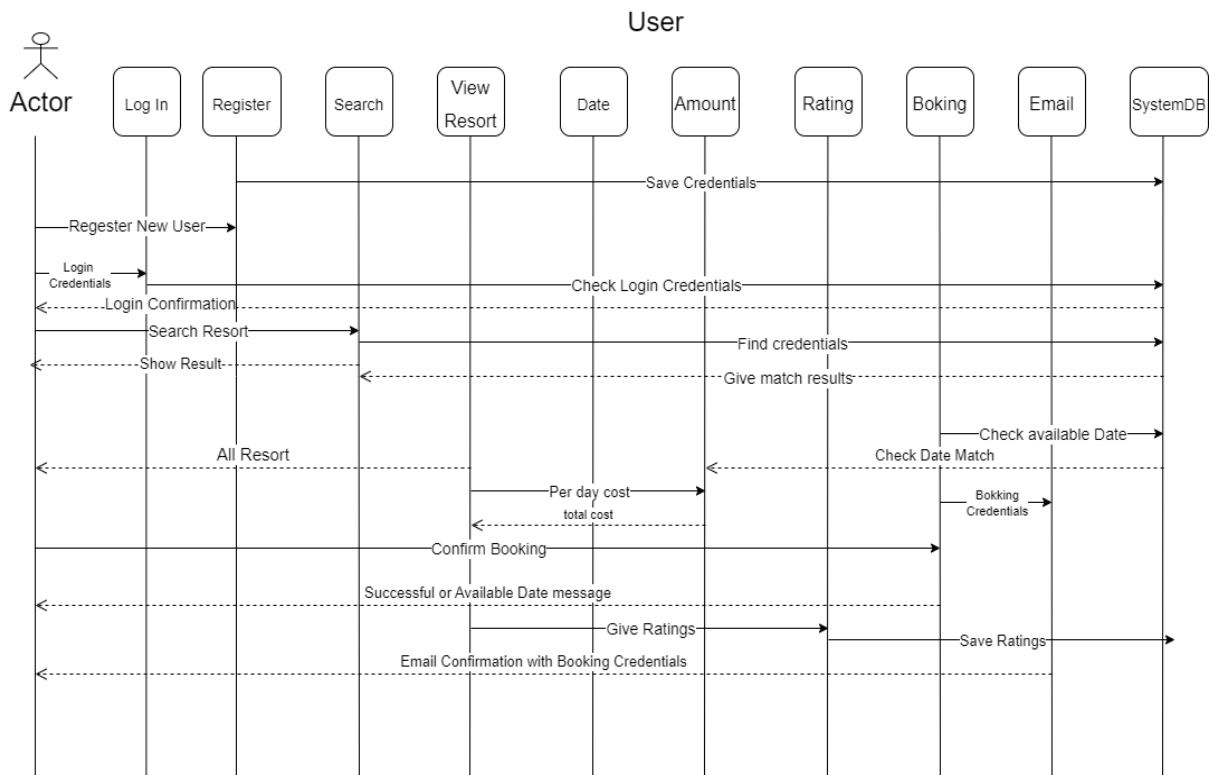 User
Actor
Log In
Register
Search
View
Resort
Date
Amount
Rating
Boking
Email
SystemDB
Save Credentials
Regester New User
Login
Credentials
Check Login Credentials
Login Confirmation
Search Resort
Find credentials
Show Result
Give match results
Check available Date
All Resort
Check Date Match
Per day cost
Bokking
Credentials
total cost
Confirm Booking
Successful or Available Date message
Give Ratings
Save Ratings
Email Confirmation with Booking Credentials